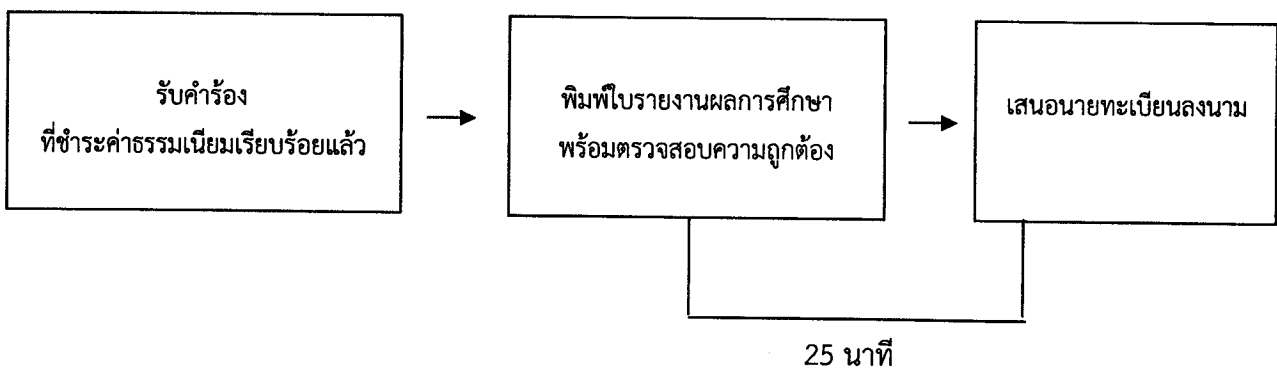 รับคำร้อง
ที่ชำระค่าธรรมเนียมเรียบร้อยแล้ว
พิมพ์ใบรายงานผลการศึกษา
พร้อมตรวจสอบความถูกต้อง
เสนอนายทะเบียนลงนาม
25 นาที